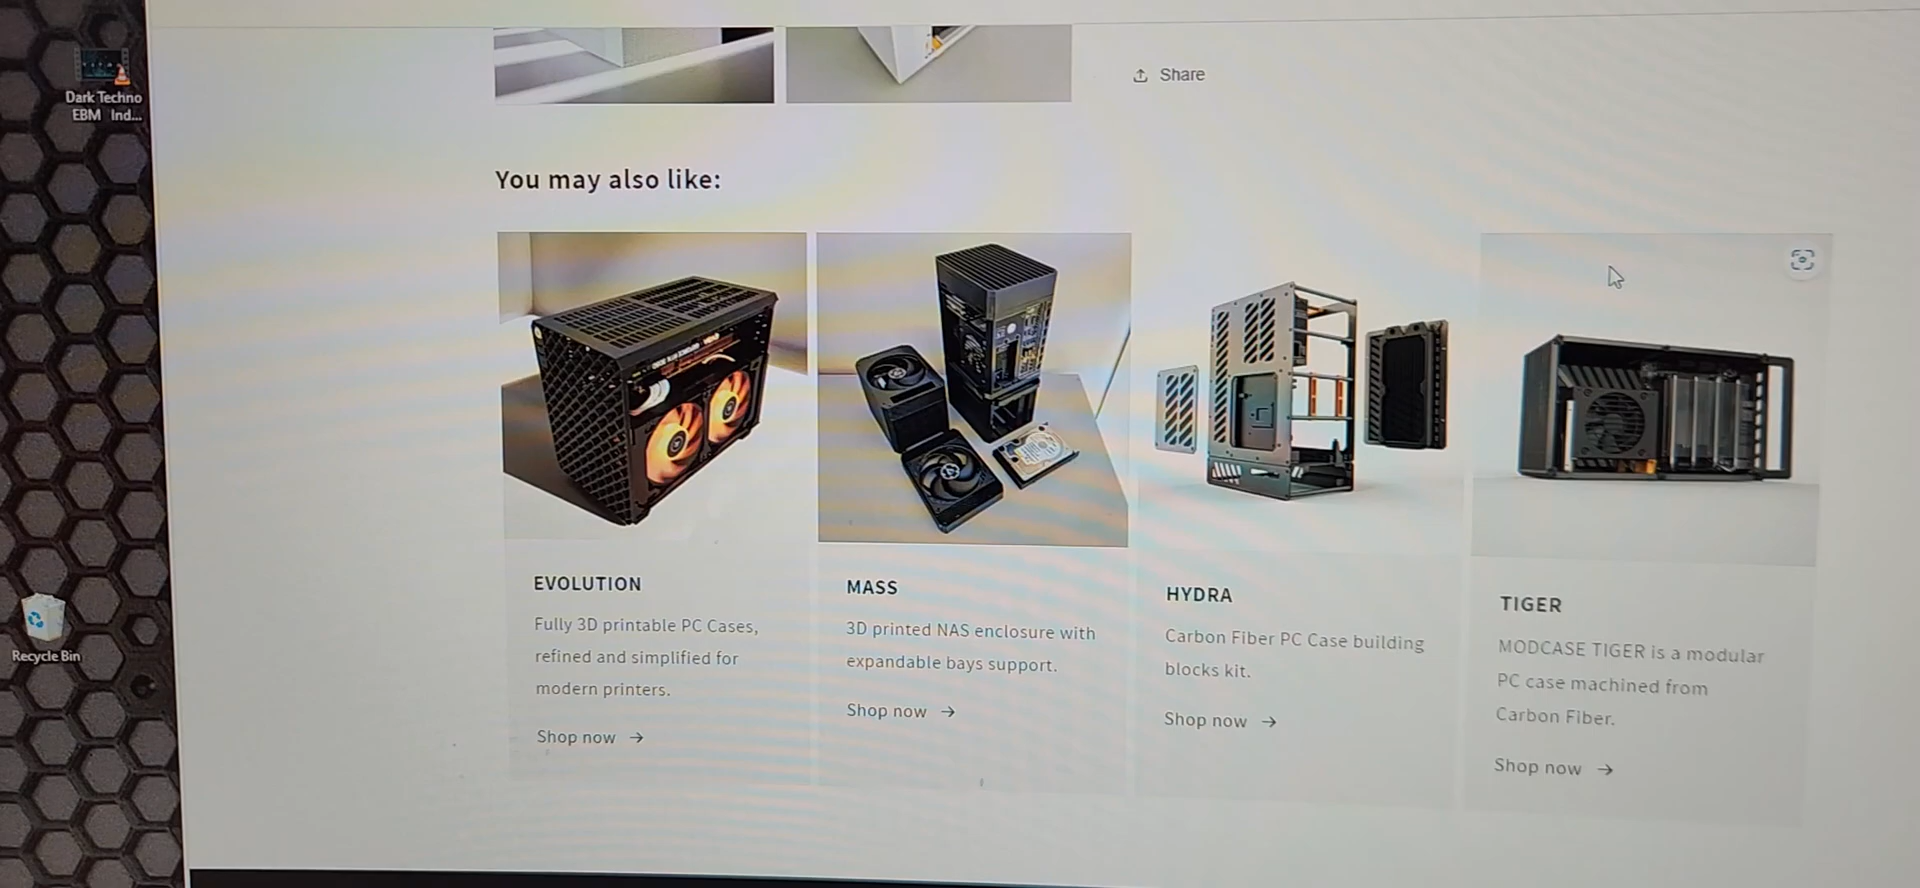 Dark Techno
EBM Ind...
Share
You may also like:
EVOLUTION
Fully 3D printable PC Cases,
refined and simplified for
modern printers.
Shop now →
MASS
3D printed NAS enclosure with
expandable bays support.
Shop now →
HYDRA
Carbon Fiber PC Case building
blocks kit.
Shop now →
TIGER
MODCASE TIGER is a modular
PC case machined from
Carbon Fiber.
Shop now →
Recycle Bin